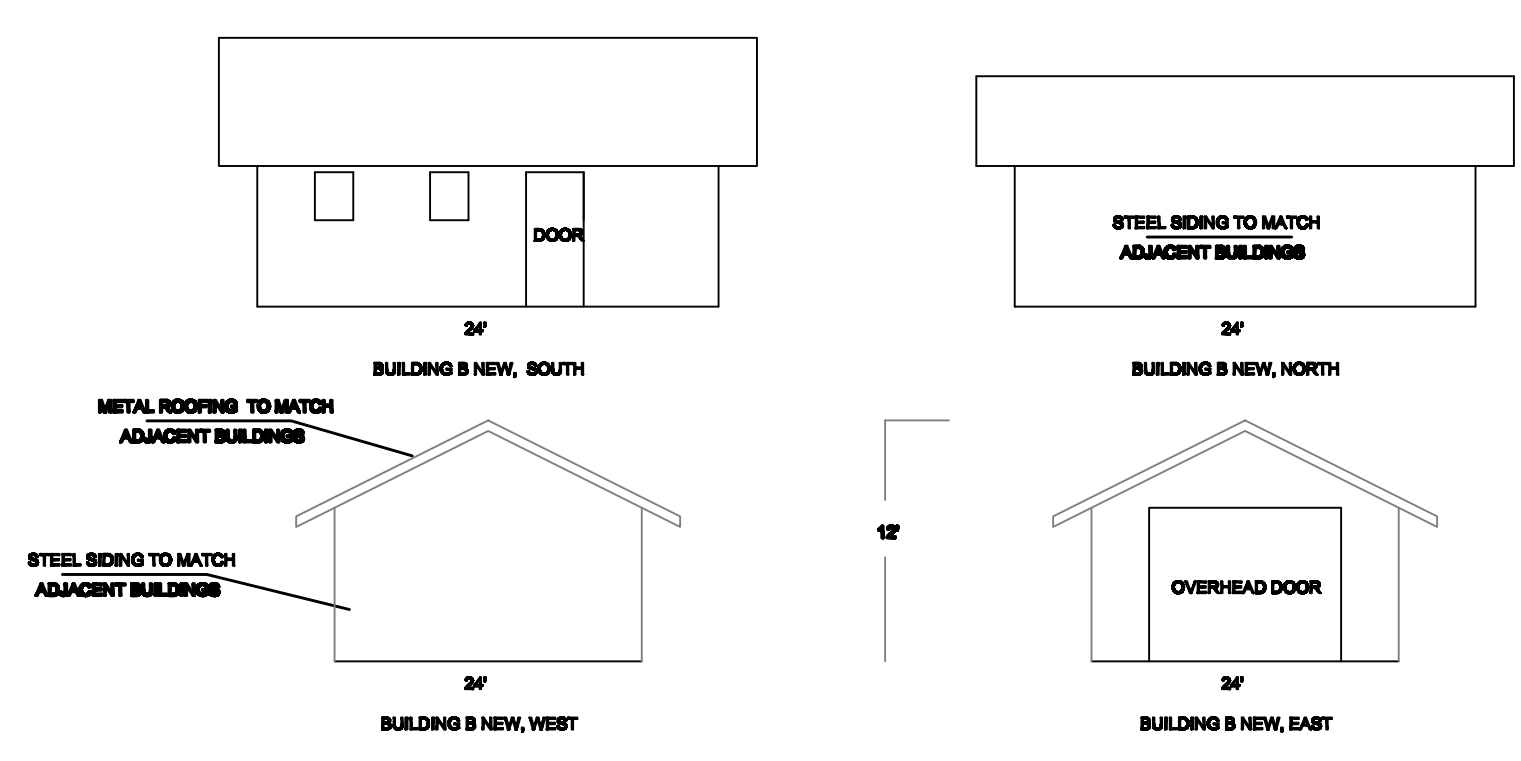 DOOR
24'
BUILDING B NEW,  SOUTH
STEEL SIDING TO MATCH
ADJACENT BUILDINGS
24'
BUILDING B NEW, NORTH
METAL ROOFING  TO MATCH
ADJACENT BUILDINGS
STEEL SIDING TO MATCH
ADJACENT BUILDINGS
24'
BUILDING B NEW, WEST
12'
OVERHEAD DOOR
24'
BUILDING B NEW, EAST